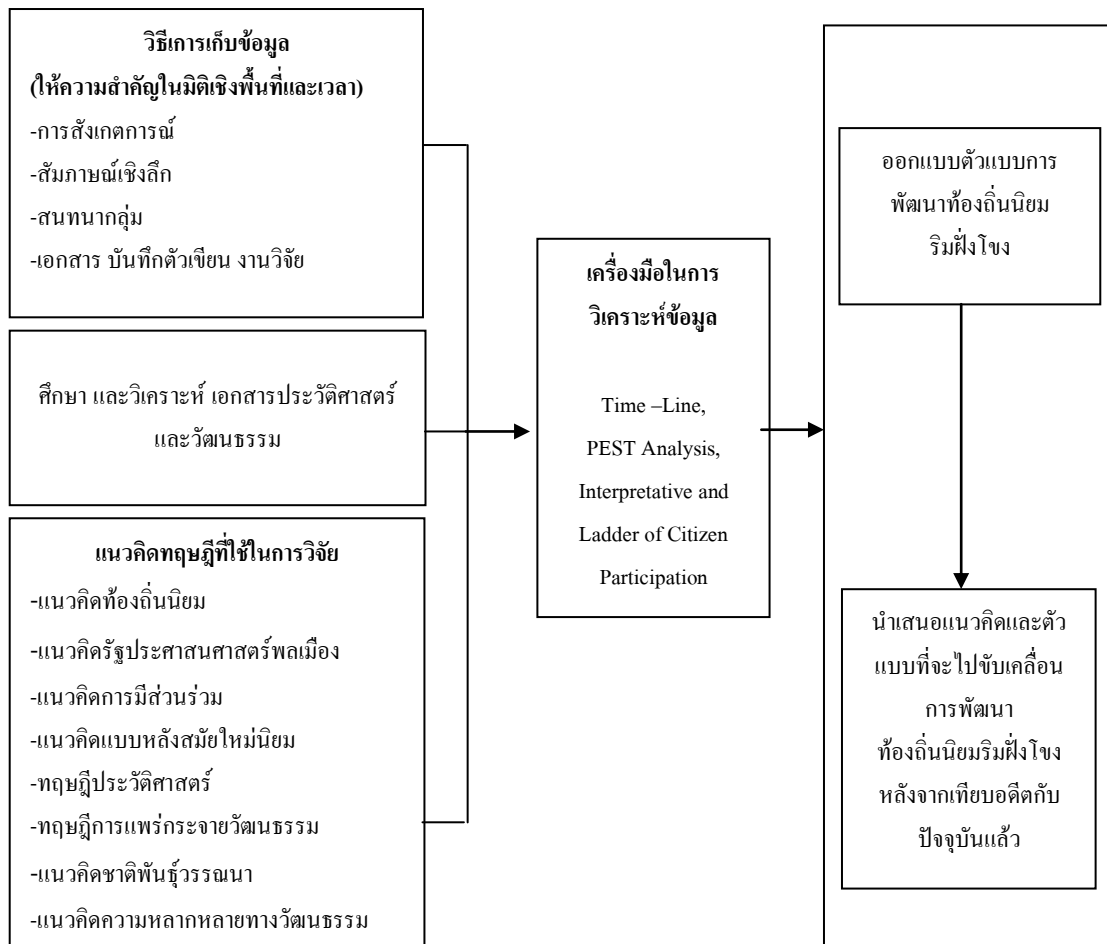 วิธีเการเก็บข้อมูล
(ให้ความสำคัญในมิติเชิงพื้นที่และเวลา)
-การสังเกตการณ์
-สัมภาษณ์เชิงลึก
-สนทนากลุ่ม
-เอกสาร บันทึกตัวเขียน งานวิจัย
ศึกษา และวิเคราะห์ เอกสารประวัติศาสตร์
และวัฒนธรรม
แนวคิดทฤษฎีที่ใช้ในการวิจัย
-แนวคิดท้องถิ่นนิยม
-แนวคิดรัฐประศาสนศาสตร์พลเมือง
-แนวคิดการมีส่วนร่วม
-แนวคิดแบบหลังสมัยใหม่นิยม
-ทฤษฎีประวัติศาสตร์
-ทฤษฎีการแพร่กระจายวัฒนธรรม
-แนวคิดชาติพันธุ์วรรณนา
-แนวคิดความหลากหลายทางวัฒนธรรม
เครื่องมือในการ
วิเคราะห์ข้อมูล
Time –Line,
PEST Analysis,
Interpretative and
Ladder of Citizen
Participation
ออกแบบตัวแบบการ
พัฒนาท้องถิ่นนิยม
ริมฝั่งโขง
นำเสนอแนวคิดและตัว
แบบที่จะไปขับเคลื่อน
การพัฒนา
ท้องถิ่นนิยมริมฝั่งโขง
หลังจากเทียบอดีตกับ
ปัจจุบันแล้ว